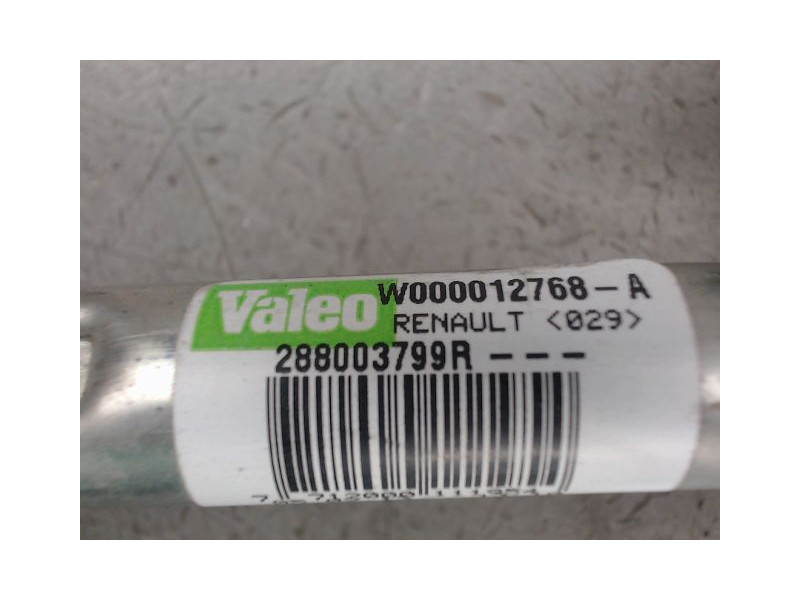 Valeo W000012768-A
RENAULT <029>
288003799R---